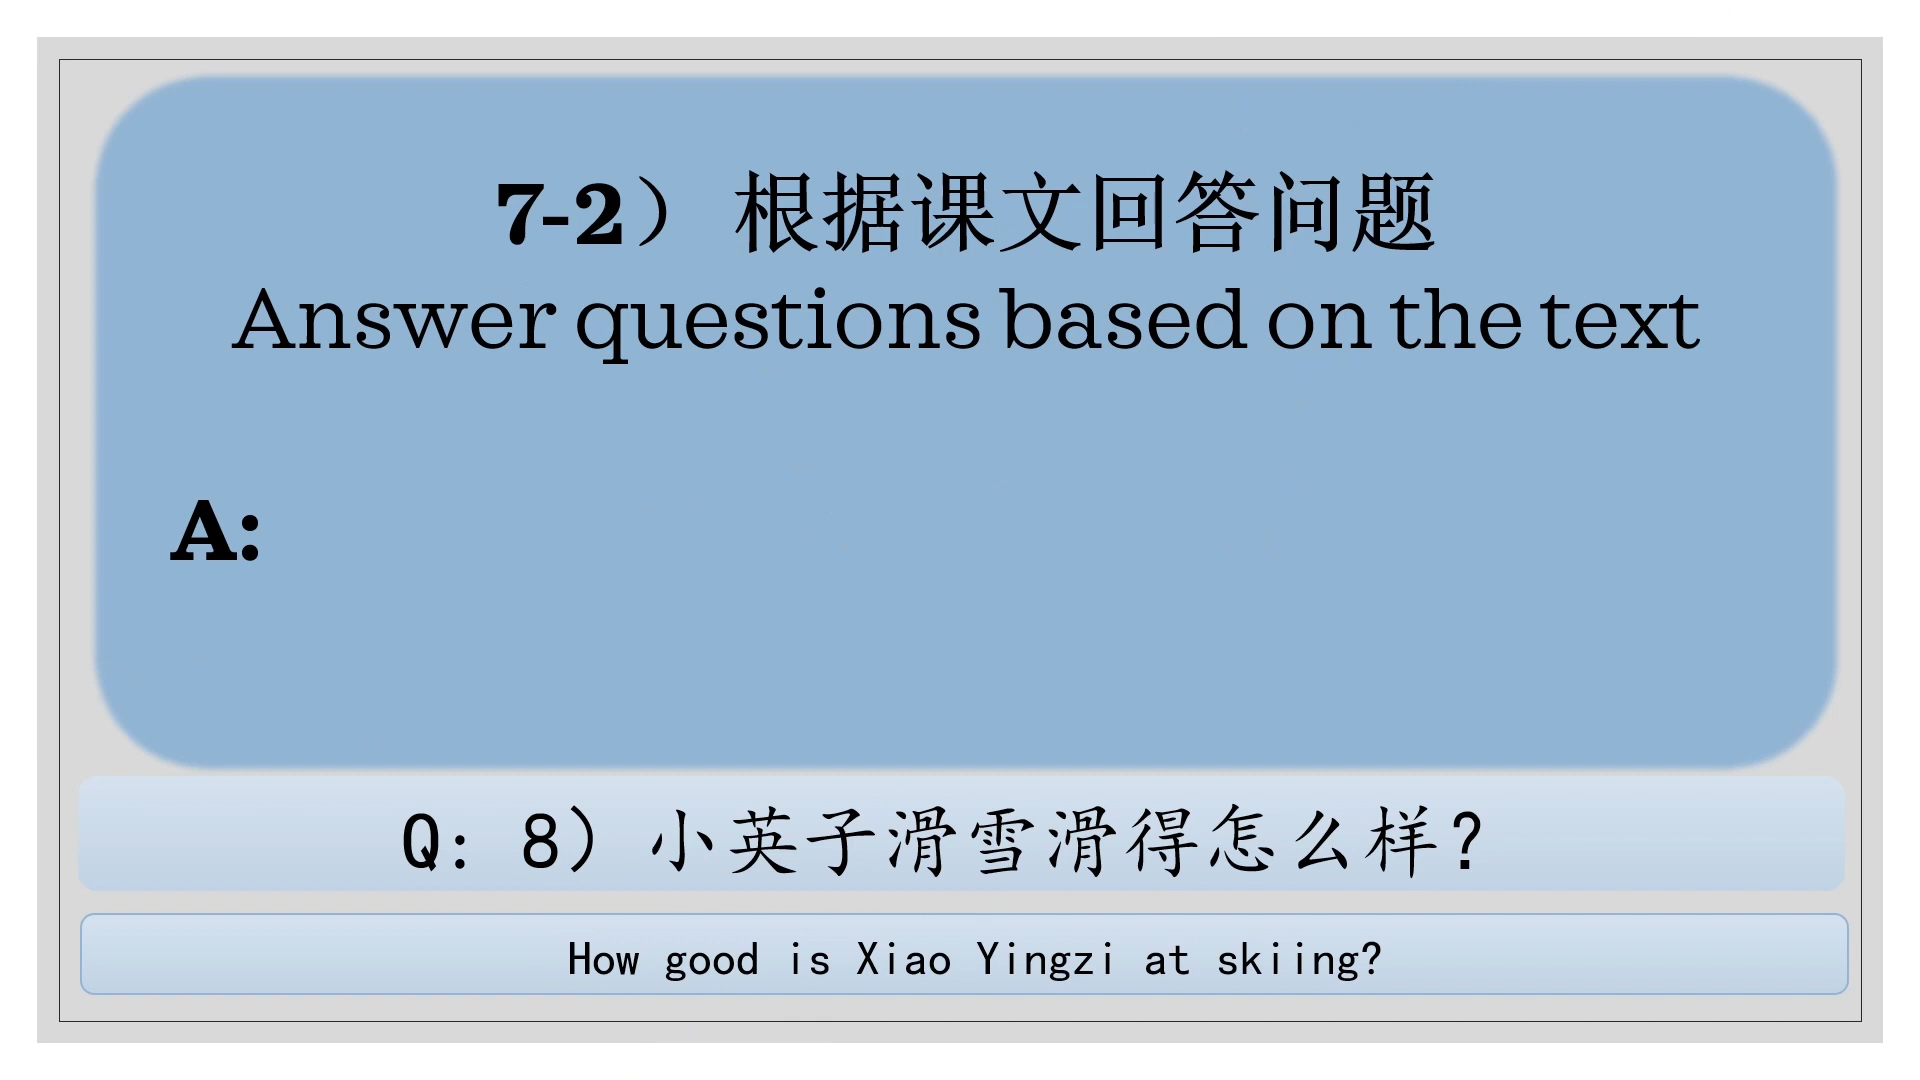 7-2） 根据课文回答问题
Answer questions based on the text
A:
Q: 8) 小英子滑雪滑得怎么样?
How good is Xiao Yingzi at skiing?